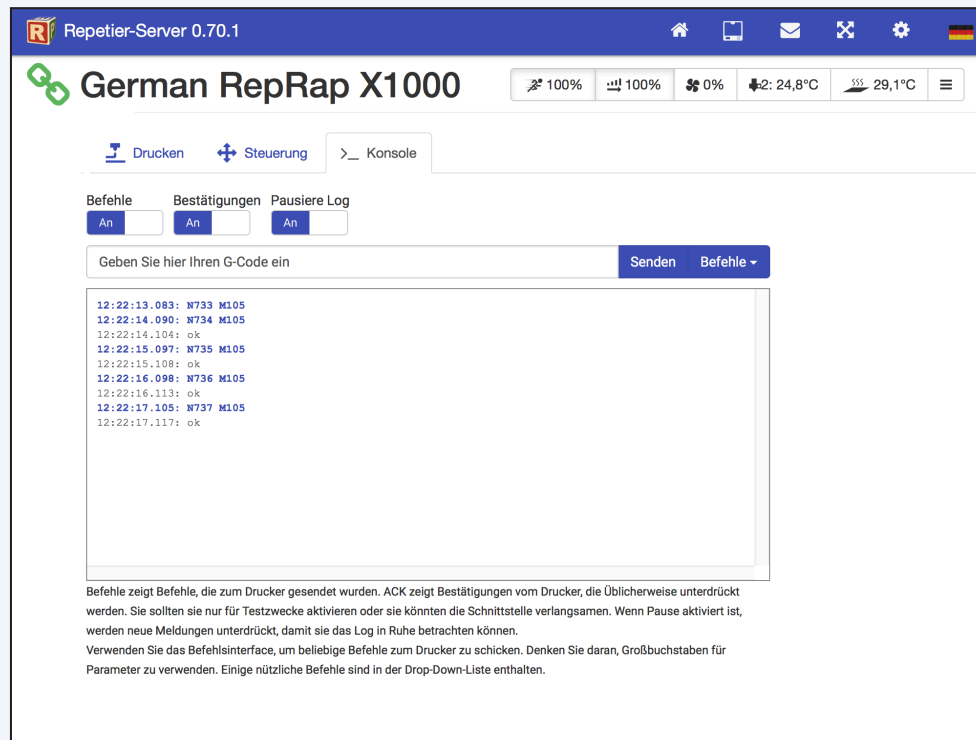 R Repetier-Server 0.70.1
German RepRap X1000
100% 100% 0% 2: 24,8°C 29,1°C
Drucken Steuerung >_ Konsole
Befehle Bestätigungen Pausiere Log
An An An
Geben Sie hier Ihren G-Code ein Senden Befehle
12:22:13.083: N733 M105
12:22:14.090: N734 M105
12:22:14.104: ok
12:22:15.097: N735 M105
12:22:15.108: ok
12:22:16.098: N736 M105
12:22:16.113: ok
12:22:17.105: N737 M105
12:22:17.117: ok
Befehle zeigt Befehle, die zum Drucker gesendet wurden. ACK zeigt Bestätigungen vom Drucker, die Üblicherweise unterdrückt
werden. Sie sollten sie nur für Testzwecke aktivieren oder sie könnten die Schnittstelle verlangsamen. Wenn Pause aktiviert ist,
werden neue Meldungen unterdrückt, damit sie das Log in Ruhe betrachten können.
Verwenden Sie das Befehlsinterface, um beliebige Befehle zum Drucker zu schicken. Denken Sie daran, Großbuchstaben für
Parameter zu verwenden. Einige nützliche Befehle sind in der Drop-Down-Liste enthalten.